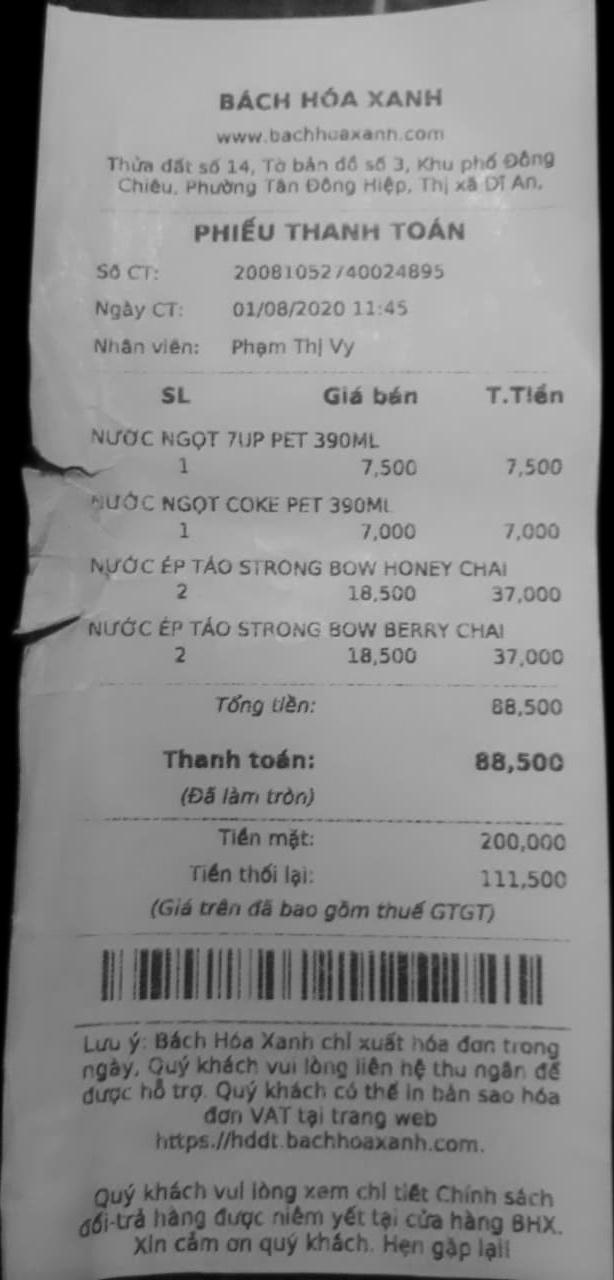 BÁCH HÓA XANH
www.bachhoaxanh.com
Thửa đất số 14, Tờ bản đồ số 3, Khu phố Đông
Chiêu, Phường Tân Đông Hiệp, Thị xã Dĩ An,
PHIẾU THANH TOÁN
Số CT: 20081052740024895
Ngày CT: 01/08/2020 11:45
Nhân viên: Phạm Thị Vy
SL Giá bán T.Tiền
NƯỚC NGỌT 7UP PET 390ML
1 7,500 7,500
NƯỚC NGỌT COKE PET 390ML
1 7,000 7,000
NƯỚC ÉP TÁO STRONG BOW HONEY CHAI
2 18,500 37,000
NƯỚC ÉP TÁO STRONG BOW BERRY CHAI
2 18,500 37,000
Tổng tiền: 88,500
Thanh toán: 88,500
(Đã làm tròn)
Tiền mặt: 200,000
Tiền thối lại: 111,500
(Giá trên đã bao gồm thuế GTGT)
Lưu ý: Bách Hóa Xanh chỉ xuất hóa đơn trong
ngày, Quý khách vui lòng liên hệ thu ngân để
được hỗ trợ. Quý khách có thể in bản sao hóa
đơn VAT tại trang web
https://hddt.bachhoaxanh.com.
Quý khách vui lòng xem chi tiết Chính sách
đổi-trả hàng được niêm yết tại cửa hàng BHX.
Xin cảm ơn quý khách. Hẹn gặp lại!